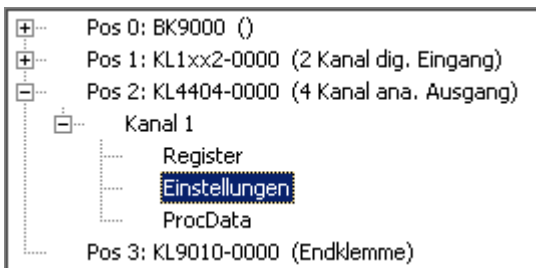 Pos 0: BK9000 ()
Pos 1: KL1xx2-0000 (2 Kanal dig. Eingang)
Pos 2: KL4404-0000 (4 Kanal ana. Ausgang)
Kanal 1
Register
Einstellungen
ProcData
Pos 3: KL9010-0000 (Endklemme)